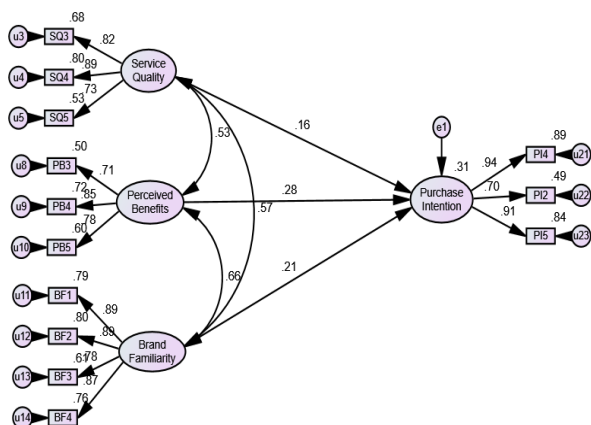 .68
u3 SQ3 .82
.80 Service
u4 SQ4 .89 Quality
.53 .73
u5 SQ5
.16
e1
.53
.50
u8 PB3 .71
.72 Perceived
u9 PB4 .85 Benefits
.60 .78
u10 PB5
.28
.57
.31
Purchase
Intention
.94 PI4 .89 u21
.70 PI2 .49 u22
.91 PI5 .84 u23
.66
.21
.79
u11 BF1 .89
.80
u12 BF2 .89
Brand
Familiarity
.61 .78
u13 BF3 .87
.76
u14 BF4